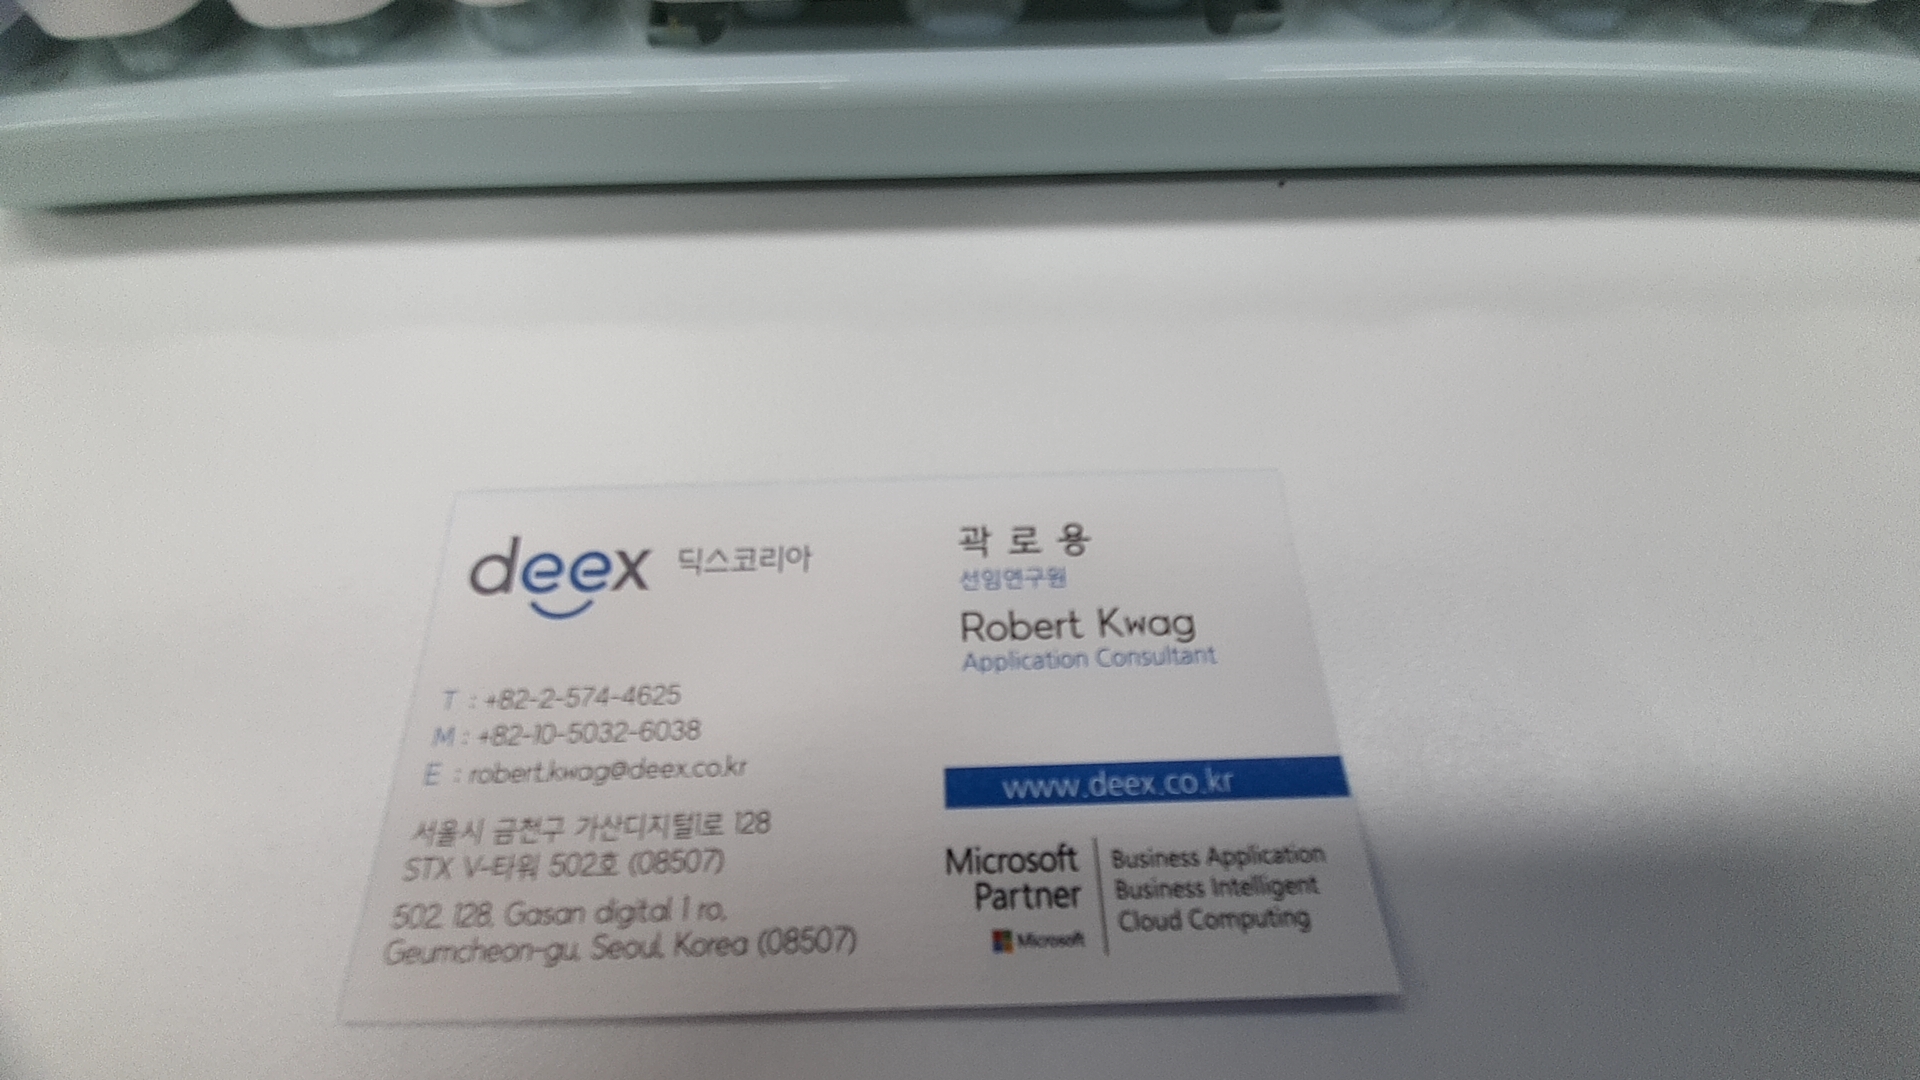 deex 딕스코리아
T : +82-2-574-4625
M : +82-10-5032-6038
E : robert.kwag@deex.co.kr
서울시 금천구 가산디지털1로 128
STX V-타워 502호 (08507)
502, 128, Gasan digital 1 ro,
Geumcheon-gu, Seoul, Korea (08507)
곽 로 용
선임연구원
Robert Kwag
Application Consultant
www.deex.co.kr
Microsoft
Partner
Microsoft
Business Application
Business Intelligent
Cloud Computing